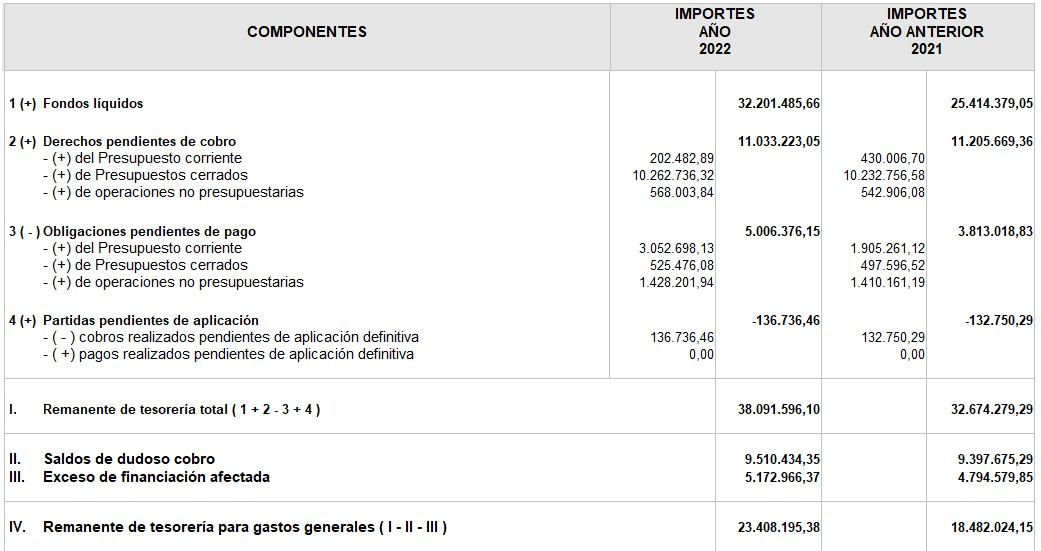 COMPONENTES IMPORTES AÑO 2022 IMPORTES AÑO ANTERIOR 2021
1 (+) Fondos líquidos 32.201.485,66 25.414.379,05
2 (+) Derechos pendientes de cobro 11.033.223,05 11.205.669,36
- (+) del Presupuesto corriente 202.482,89 430.006,70
- (+) de Presupuestos cerrados 10.262.736,32 10.232.756,58
- (+) de operaciones no presupuestarias 568.003,84 542.906,08
3 ( - ) Obligaciones pendientes de pago 5.006.376,15 3.813.018,83
- (+) del Presupuesto corriente 3.052.698,13 1.905.261,12
- (+) de Presupuestos cerrados 525.476,08 497.596,52
- (+) de operaciones no presupuestarias 1.428.201,94 1.410.161,19
4 (+) Partidas pendientes de aplicación -136.736,46 -132.750,29
- ( - ) cobros realizados pendientes de aplicación definitiva 136.736,46 132.750,29
- ( +) pagos realizados pendientes de aplicación definitiva 0,00 0,00
I. Remanente de tesorería total ( 1 + 2 - 3 + 4 ) 38.091.596,10 32.674.279,29
II. Saldos de dudoso cobro 9.510.434,35 9.397.675,29
III. Exceso de financiación afectada 5.172.966,37 4.794.579,85
IV. Remanente de tesorería para gastos generales ( I - II - III ) 23.408.195,38 18.482.024,15